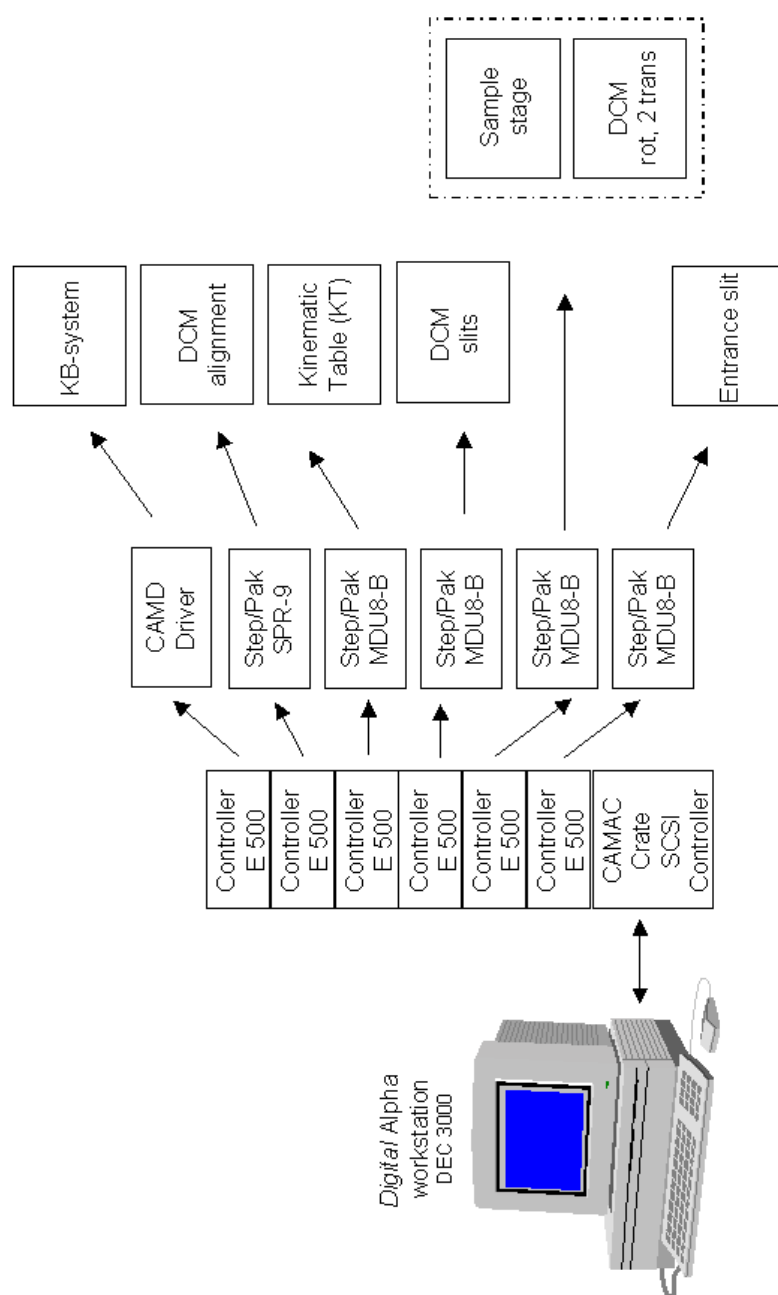 Digital Alpha
workstation
DEC 3000
Controller
E 500
Controller
E 500
Controller
E 500
Controller
E 500
Controller
E 500
Controller
E 500
CAMAC
Crate
SCSI
Controller
CAMD
Driver
Step/Pak
SPR-9
Step/Pak
MDU8-B
Step/Pak
MDU8-B
Step/Pak
MDU8-B
Step/Pak
MDU8-B
KB-system
DCM
alignment
Kinematic
Table (KT)
DCM
slits
Entrance slit
Sample
stage
DCM
rot, 2 trans